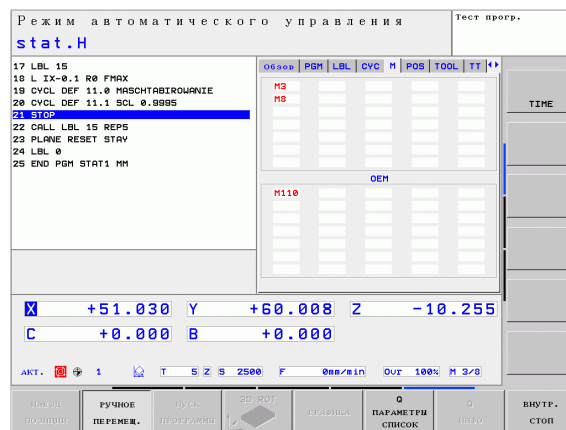 Режим автоматического управления
Тест прогр.
stat.H
17 LBL 15
18 L IX-0.1 R0 FMAX
19 CYCL DEF 11.0 MASCHTABIROWANIE
20 CYCL DEF 11.1 SCL 0.9995
21 STOP
22 CALL LBL 15 REP5
23 PLANE RESET STAY
24 LBL 0
25 END PGM STAT1 MM
Обзор PGM LBL CYC M POS TOOL TT
M3
M8
OEM
M110
TIME
X +51.030 Y +60.008 Z -10.255
C +0.000 B +0.000
АКТ. 1 T 5 Z S 2500 F 0mm/min Ovr 100% M 3/8
РУЧНОЕ ПЕРЕМЕЩ.
ПУСК ПРОГРАММЫ
3D ROT
ГРАФИКА
Q ПАРАМЕТРЫ СПИСОК
Q ИНФО
ВНУТР. СТОП